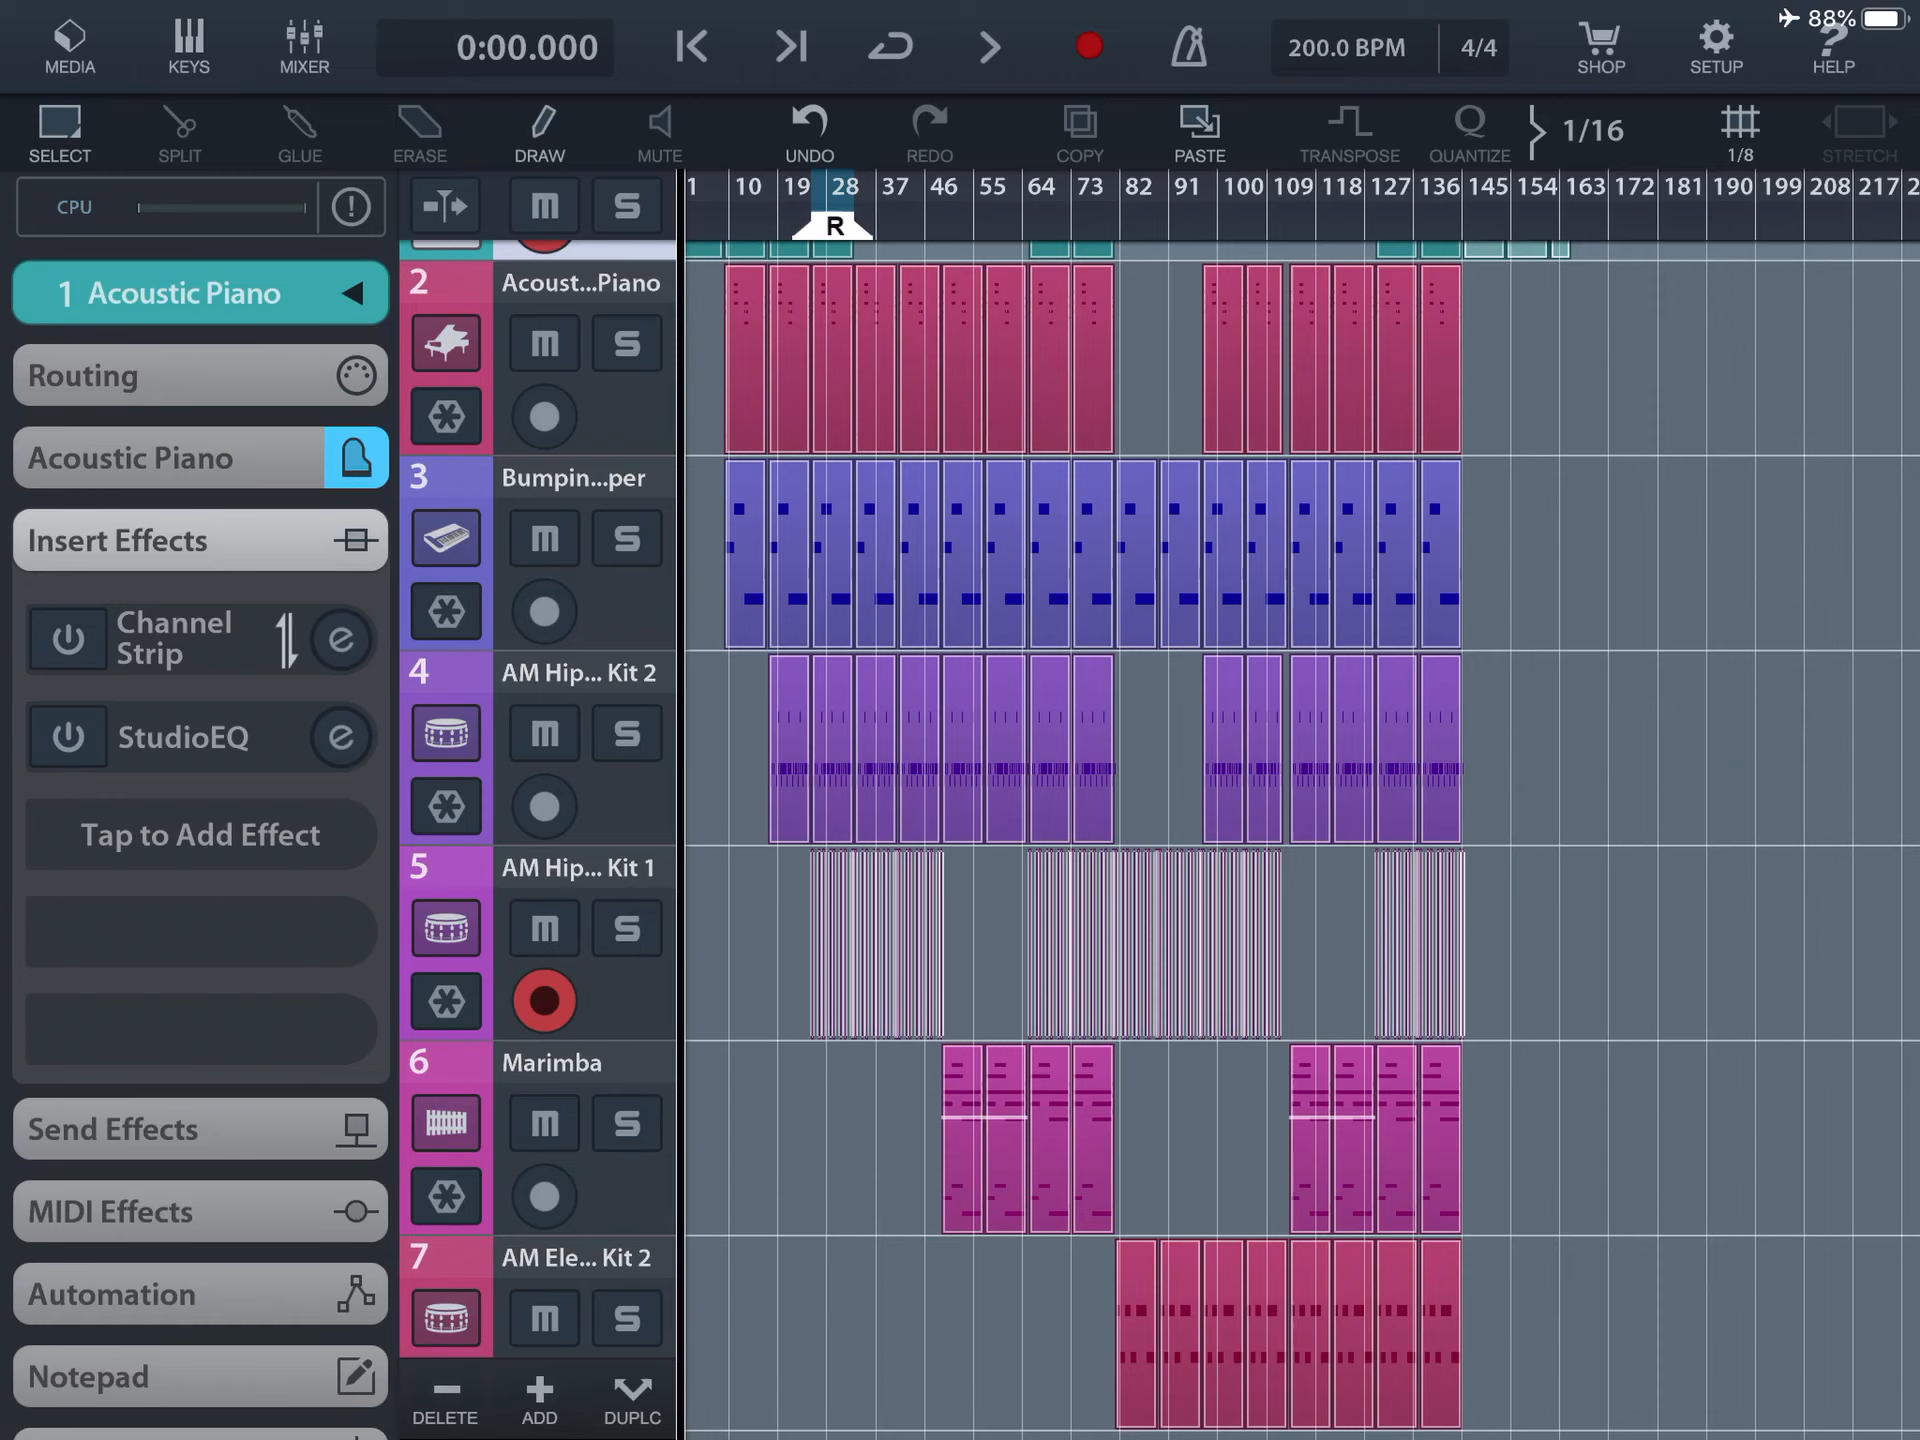 88%
MEDIA KEYS MIXER 0:00.000 200.0 BPM 4/4 SHOP SETUP ? HELP
SELECT SPLIT GLUE ERASE DRAW MUTE UNDO REDO COPY PASTE TRANSPOSE Q QUANTIZE 1/16 1/8 STRETCH
CPU ! m S 1 10 19 28 37 46 55 64 73 82 91 100 109 118 127 136 145 154 163 172 181 190 199 208 217 2
R
1 Acoustic Piano
Routing
Acoustic Piano
Insert Effects
Channel Strip e
StudioEQ e
Tap to Add Effect
Send Effects
MIDI Effects
Automation
Notepad
2 Acoust...Piano
m S
3 Bumpin...per
m S
4 AM Hip... Kit 2
m S
5 AM Hip... Kit 1
m S
6 Marimba
m S
7 AM Ele... Kit 2
m S
DELETE ADD DUPLC